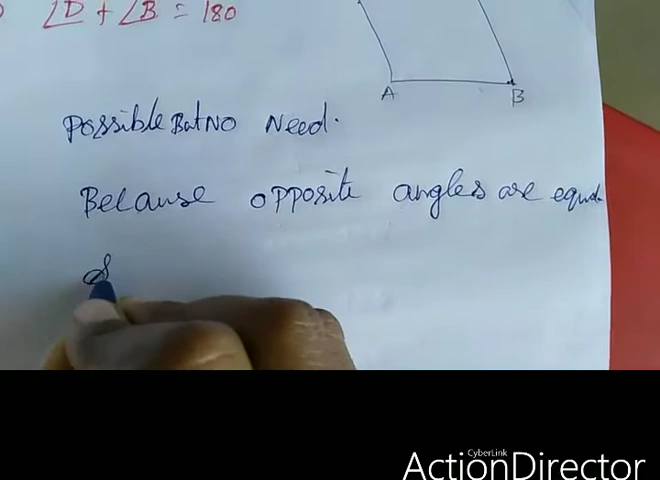 ∠D + ∠B = 180
A
B
Possible But No Need.
Because opposite angles are equal
CyberLink
ActionDirector